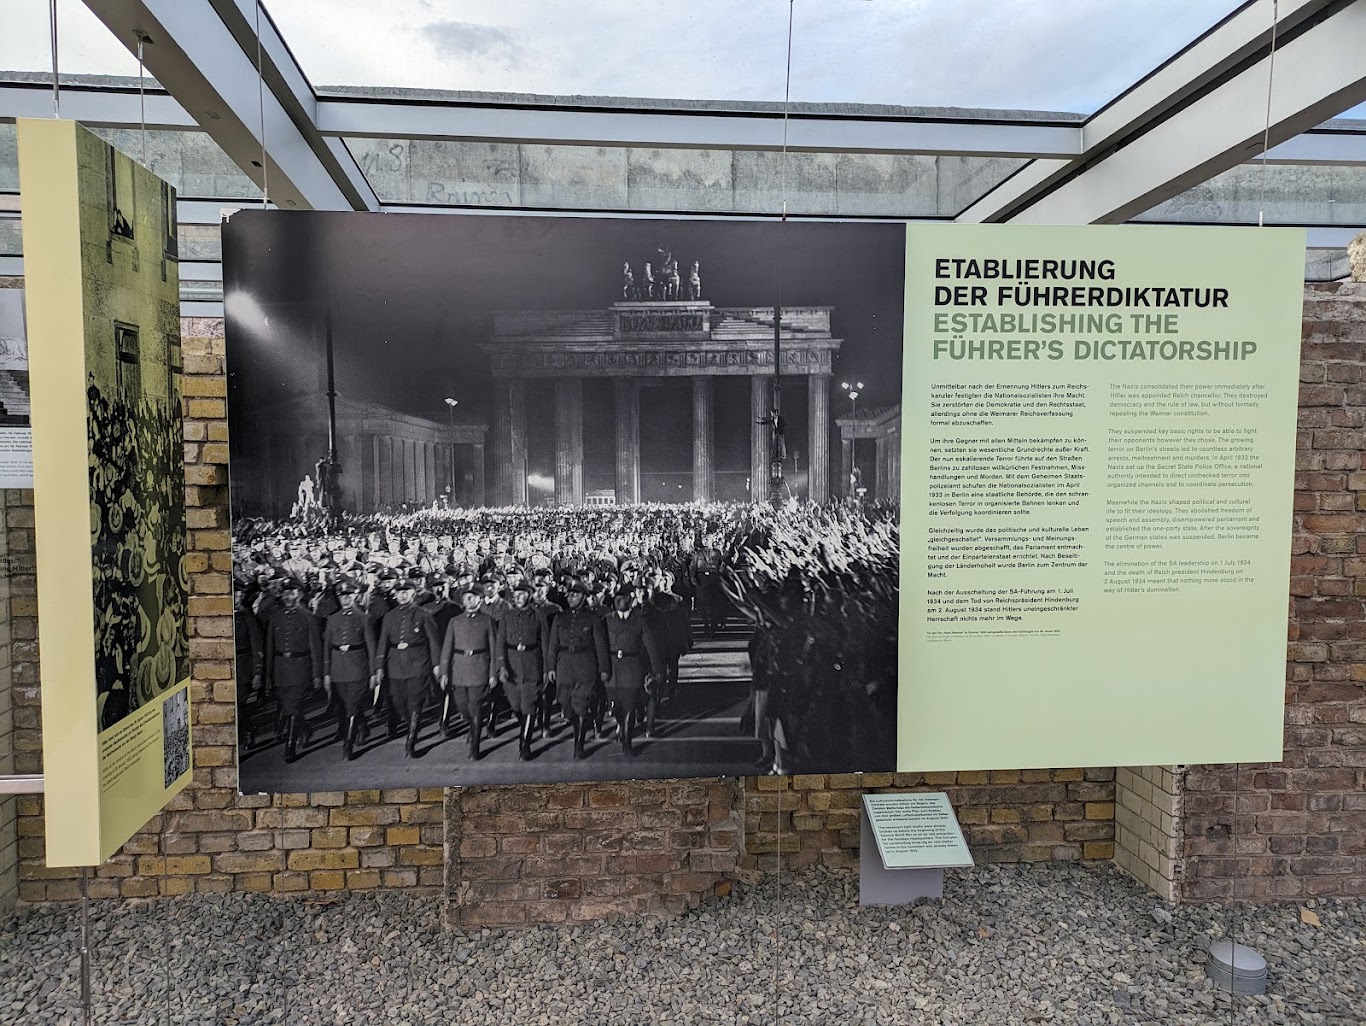 ETABLIERUNG
DER FÜHRERDIKTATUR
ESTABLISHING THE
FÜHRER'S DICTATORSHIP
Unmittelbar nach der Ernennung Hitlers zum Reichs-
kanzler festigten die Nationalsozialisten ihre Macht.
Sie zerstörten die Demokratie und den Rechtsstaat,
allerdings ohne die Weimarer Reichsverfassung
formal abzuschaffen.
Um ihre Gegner mit allen Mitteln bekämpfen zu kön-
nen, setzten sie wesentliche Grundrechte außer Kraft.
Der nun eskalierende Terror führte auf den Straßen
Berlins zu zahllosen willkürlichen Festnahmen, Miss-
handlungen und Morden. Mit dem Geheimen Staats-
polizeiamt schufen die Nationalsozialisten im April
1933 in Berlin eine staatliche Behörde, die den schran-
kenlosen Terror in organisierte Bahnen lenken und
die Verfolgung koordinieren sollte.
Gleichzeitig wurde das politische und kulturelle Leben
„gleichgeschaltet". Versammlungs- und Meinungs-
freiheit wurden abgeschafft, das Parlament entmach-
tet und der Einparteienstaat errichtet. Nach Beseiti-
gung der Länderhoheit wurde Berlin zum Zentrum der
Macht.
Nach der Ausschaltung der SA-Führung am 1. Juli
1934 und dem Tod von Reichspräsident Hindenburg
am 2. August 1934 stand Hitlers uneingeschränkter
Herrschaft nichts mehr im Wege.
The Nazis consolidated their power immediately after
Hitler was appointed Reich chancellor. They destroyed
democracy and the rule of law, but without formally
repealing the Weimar constitution.
They suspended key basic rights to be able to fight
their opponents however they chose. The growing
terror on Berlin's streets led to countless arbitrary
arrests, maltreatment and murders. In April 1933 the
Nazis set up the Secret State Police Office, a national
authority intended to direct unchecked terror into
organized channels and to coordinate persecution.
Meanwhile the Nazis shaped political and cultural
life to fit their ideology. They abolished freedom of
speech and assembly, disempowered parliament and
established the one-party state. After the sovereignty
of the German states was suspended, Berlin became
the centre of power.
The elimination of the SA leadership on 1 July 1934
and the death of Reich president Hindenburg on
2 August 1934 meant that nothing more stood in the
way of Hitler's domination.